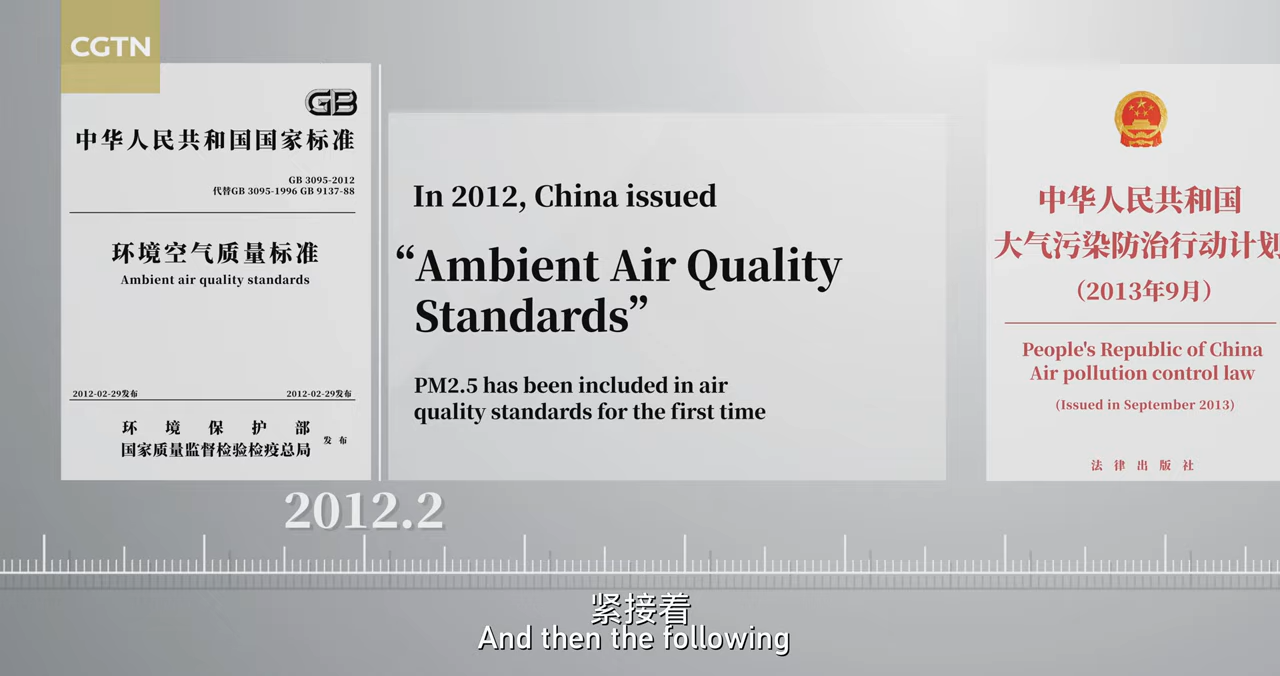 CGTN
GB
中华人民共和国国家标准
GB 3095-2012
代替GB 3095-1996 GB 9137-88
环境空气质量标准
Ambient air quality standards
2012-02-29发布
2012-02-29发布
环境保护部
国家质量监督检验检疫总局
发布
In 2012, China issued
“Ambient Air Quality
Standards”
PM2.5 has been included in air
quality standards for the first time
中华人民共和国
大气污染防治行动计划
（2013年9月）
People's Republic of China
Air pollution control law
(Issued in September 2013)
法律出版社
2012.2
紧接着
And then the following